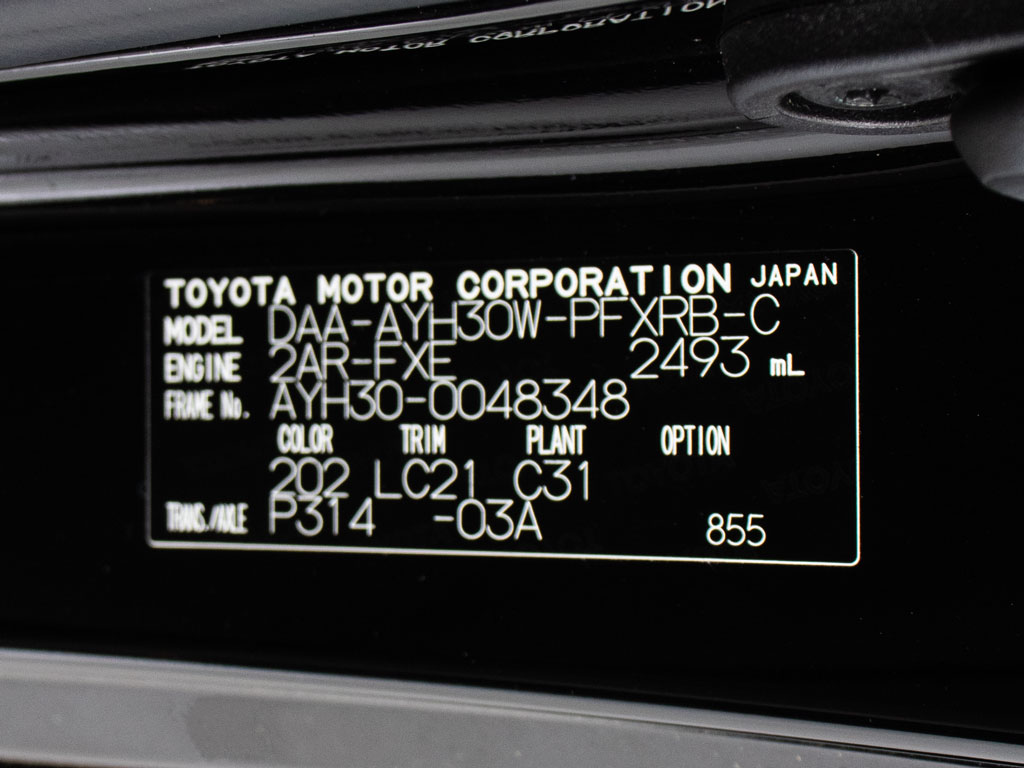 TOYOTA MOTOR CORPORATION JAPAN
MODEL DAA-AYH30W-PFXRB-C
ENGINE 2AR-FXE 2493 mL
FRAME No. AYH30-0048348
COLOR TRIM PLANT OPTION
202 LC21 C31
TRANS./AXLE P314 -03A 855